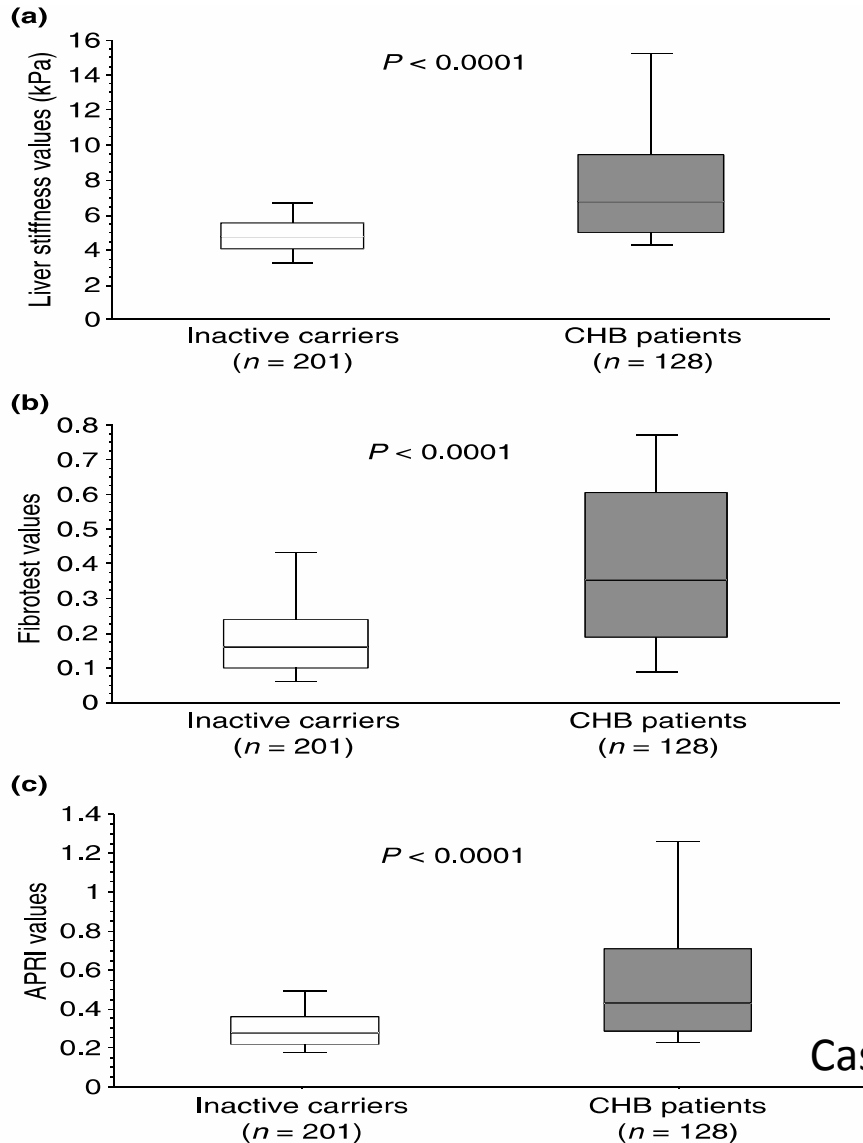 (a)
Liver stiffness values (kPa)
16
14
12
10
8
6
4
2
0
P < 0.0001
Inactive carriers
(n = 201)
CHB patients
(n = 128)
(b)
Fibrotest values
0.8
0.7
0.6
0.5
0.4
0.3
0.2
0.1
0
P < 0.0001
Inactive carriers
(n = 201)
CHB patients
(n = 128)
(c)
APRI values
1.4
1.2
1
0.8
0.6
0.4
0.2
0
P < 0.0001
Inactive carriers
(n = 201)
CHB patients
(n = 128)
Cas